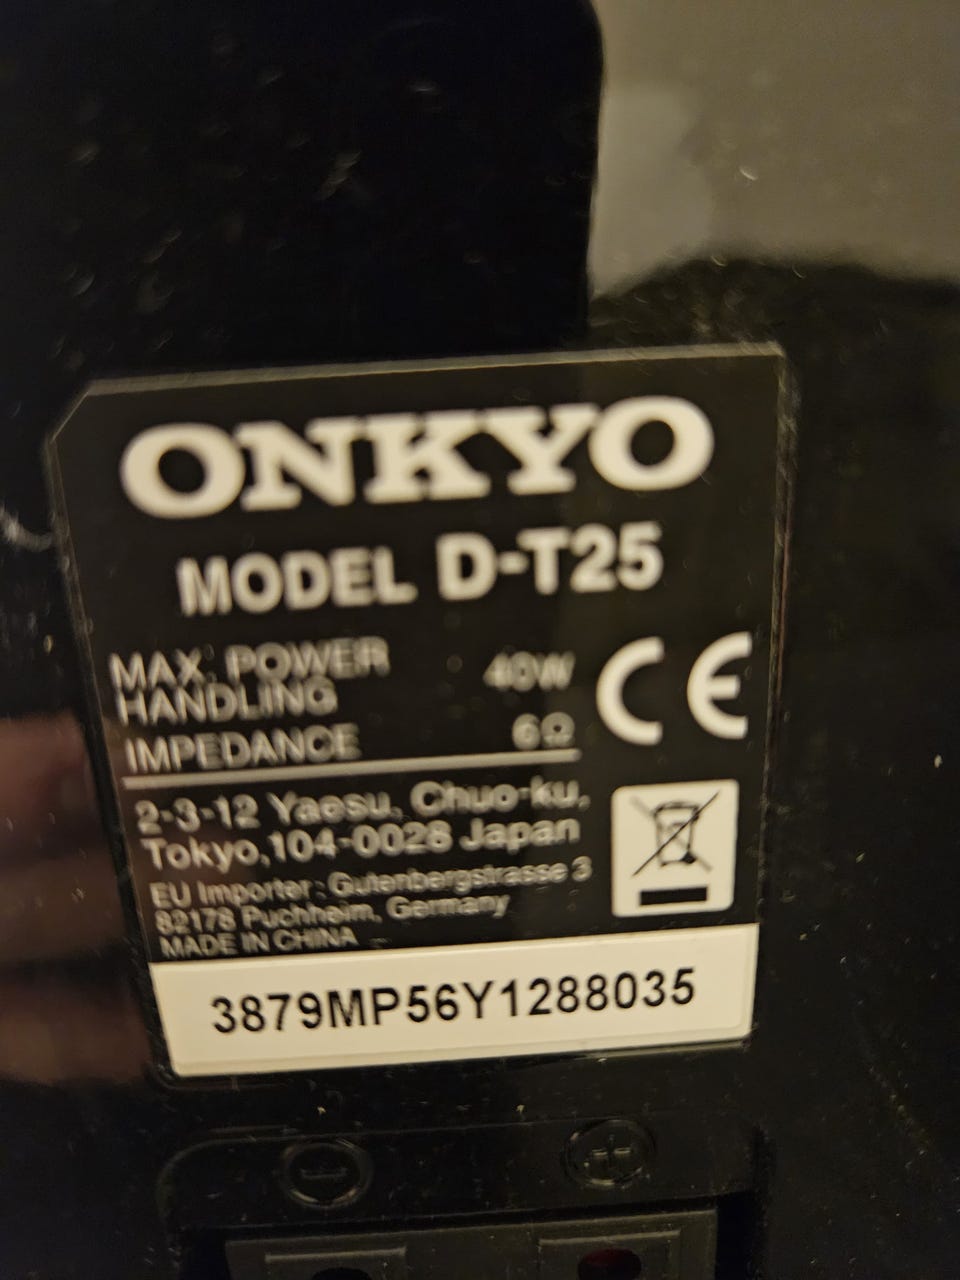 ONKYO
MODEL D-T25
MAX. POWER
HANDLING 40W
IMPEDANCE 6Ω
CE
2-3-12 Yaesu, Chuo-ku,
Tokyo,104-0028 Japan
EU Importer: Gutenbergstrasse 3
82178 Puchheim, Germany
MADE IN CHINA
3879MP56Y1288035
- +